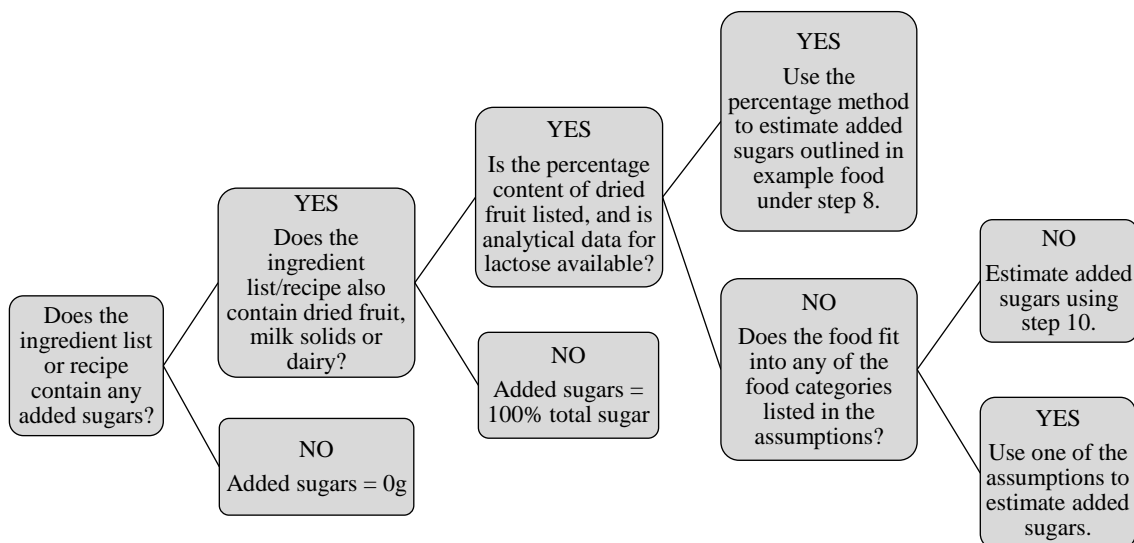 Does the
ingredient list
or recipe
contain any
added sugars?
YES
Does the
ingredient
list/recipe also
contain dried fruit,
milk solids or
dairy?
NO
Added sugars = 0g
YES
Is the percentage
content of dried
fruit listed, and is
analytical data for
lactose available?
NO
Added sugars =
100% total sugar
YES
Use the
percentage method
to estimate added
sugars outlined in
example food
under step 8.
NO
Does the food fit
into any of the
food categories
listed in the
assumptions?
NO
Estimate added
sugars using
step 10.
YES
Use one of the
assumptions to
estimate added
sugars.